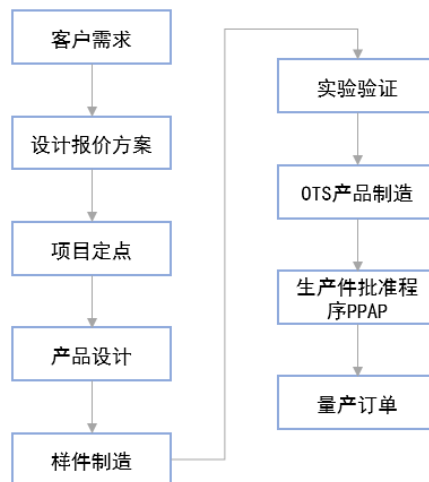 客户需求
设计报价方案
项目定点
产品设计
样件制造
实验验证
OTS产品制造
生产件批准程
序PPAP
量产订单